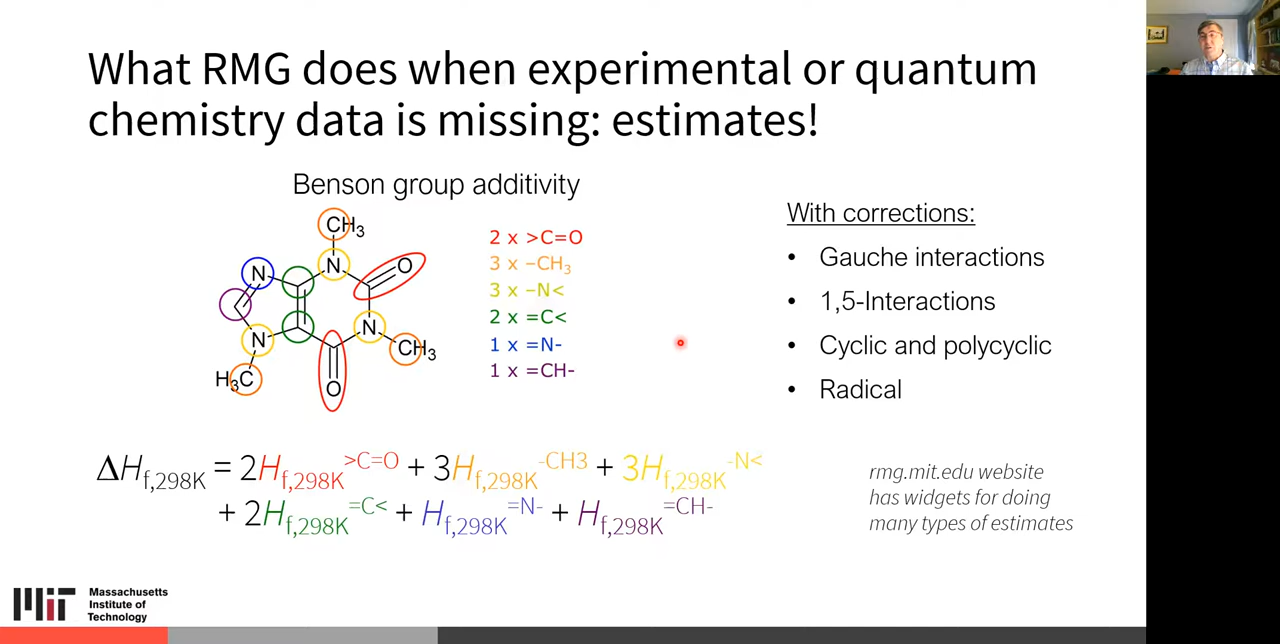 What RMG does when experimental or quantum
chemistry data is missing: estimates!
Benson group additivity
CH3
N
O
N
N
N
CH3
H3C
O
2 x >C=O
3 x –CH3
3 x –N<
2 x =C<
1 x =N-
1 x =CH-
With corrections:
• Gauche interactions
• 1,5-Interactions
• Cyclic and polycyclic
• Radical
ΔHf,298K = 2Hf,298K>C=O + 3Hf,298K-CH3 + 3Hf,298K-N<
+ 2Hf,298K=C< + Hf,298K=N- + Hf,298K=CH-
rmg.mit.edu website
has widgets for doing
many types of estimates
MIT
Massachusetts
Institute of
Technology